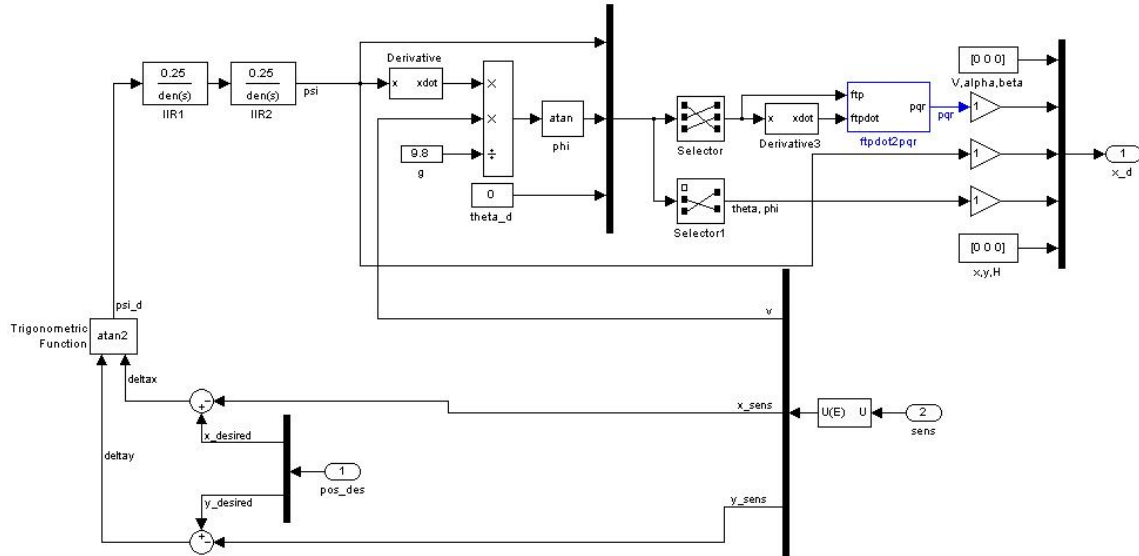 0.25
den(s)
IIR1
0.25
den(s)
IIR2
psi
Derivative
x xdot
×
×
÷
9.8
g
atan
phi
0
theta_d
Selector
x xdot
Derivative3
ftp
ftpdot
pqr
ftpdot2pqr
pqr
Selector1
theta, phi
[0 0 0]
V,alpha,beta
1
1
1
[0 0 0]
x,y,H
1
x_d
psi_d
Trigonometric
Function
atan2
deltax
deltay
−
+
x_desired
y_desired
+
−
1
pos_des
v
x_sens
y_sens
U(E) U
2
sens